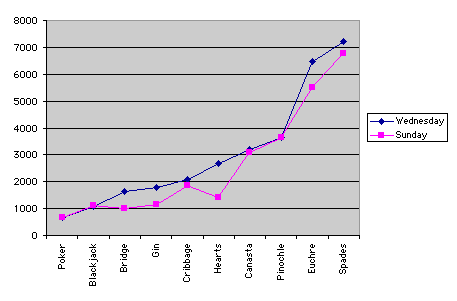 8000
7000
6000
5000
4000
3000
2000
1000
0
Poker
Blackjack
Bridge
Gin
Cribbage
Hearts
Canasta
Pinochle
Euchre
Spades
Wednesday
Sunday